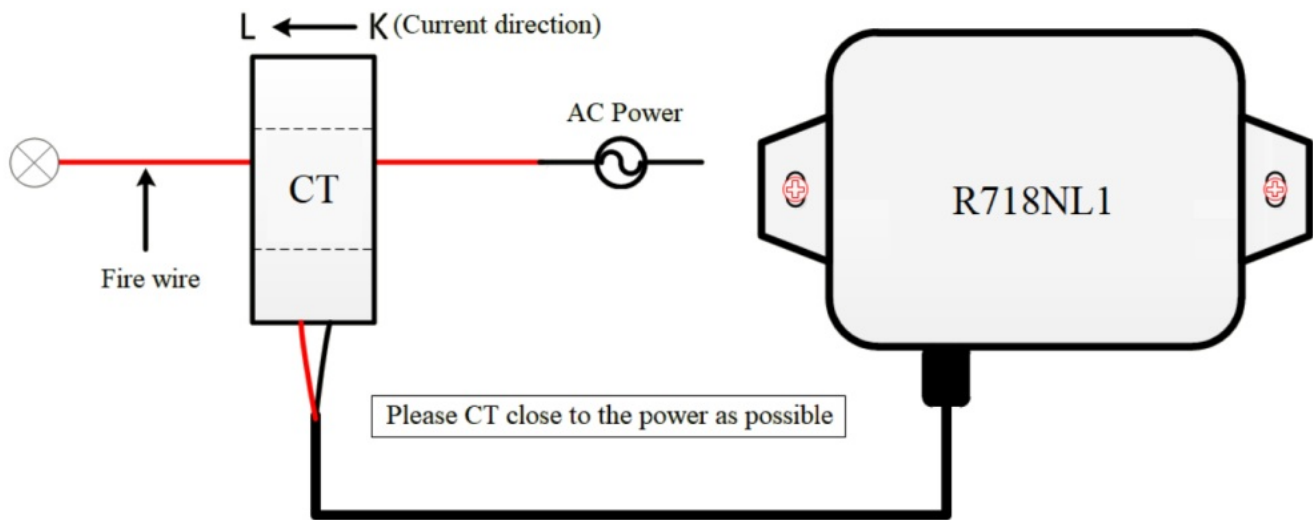 L K (Current direction)
AC Power
CT
R718NL1
Fire wire
Please CT close to the power as possible